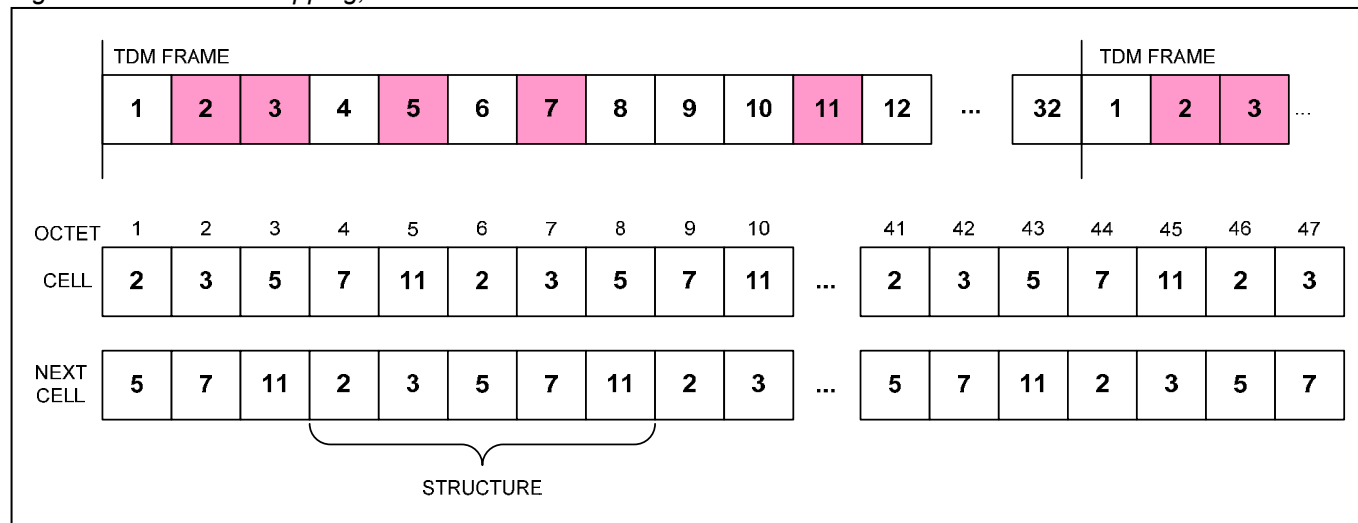 pping,
TDM FRAME TDM FRAME
1 2 3 4 5 6 7 8 9 10 11 12 ... 32 1 2 3 ...
OCTET 1 2 3 4 5 6 7 8 9 10 41 42 43 44 45 46 47
CELL 2 3 5 7 11 2 3 5 7 11 ... 2 3 5 7 11 2 3
NEXT
CELL 5 7 11 2 3 5 7 11 2 3 ... 5 7 11 2 3 5 7
STRUCTURE